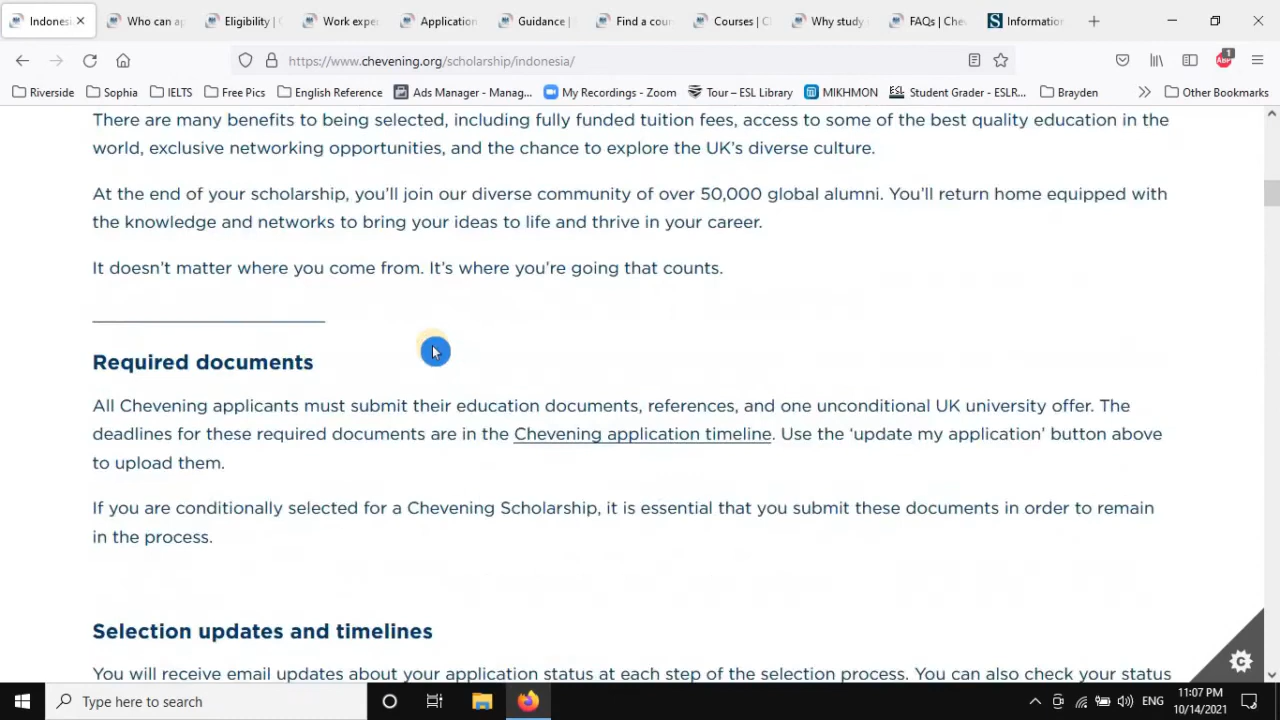 Indones
Who can ap
Eligibility |
Work expe
Application
Guidance |
Find a cour
Courses | C
Why study
FAQs | Che
Information
https://www.chevening.org/scholarship/indonesia/
1
Riverside
Sophia
IELTS
Free Pics
English Reference
Ads Manager - Manag...
My Recordings - Zoom
Tour – ESL Library
MIKHMON
Student Grader - ESLR...
Brayden
Other Bookmarks
There are many benefits to being selected, including fully funded tuition fees, access to some of the best quality education in the
world, exclusive networking opportunities, and the chance to explore the UK's diverse culture.
At the end of your scholarship, you'll join our diverse community of over 50,000 global alumni. You'll return home equipped with
the knowledge and networks to bring your ideas to life and thrive in your career.
It doesn't matter where you come from. It's where you're going that counts.
Required documents
All Chevening applicants must submit their education documents, references, and one unconditional UK university offer. The
deadlines for these required documents are in the Chevening application timeline. Use the ‘update my application’ button above
to upload them.
If you are conditionally selected for a Chevening Scholarship, it is essential that you submit these documents in order to remain
in the process.
Selection updates and timelines
You will receive email updates about your application status at each step of the selection process. You can also check your status
Type here to search
ENG
11:07 PM
10/14/2021